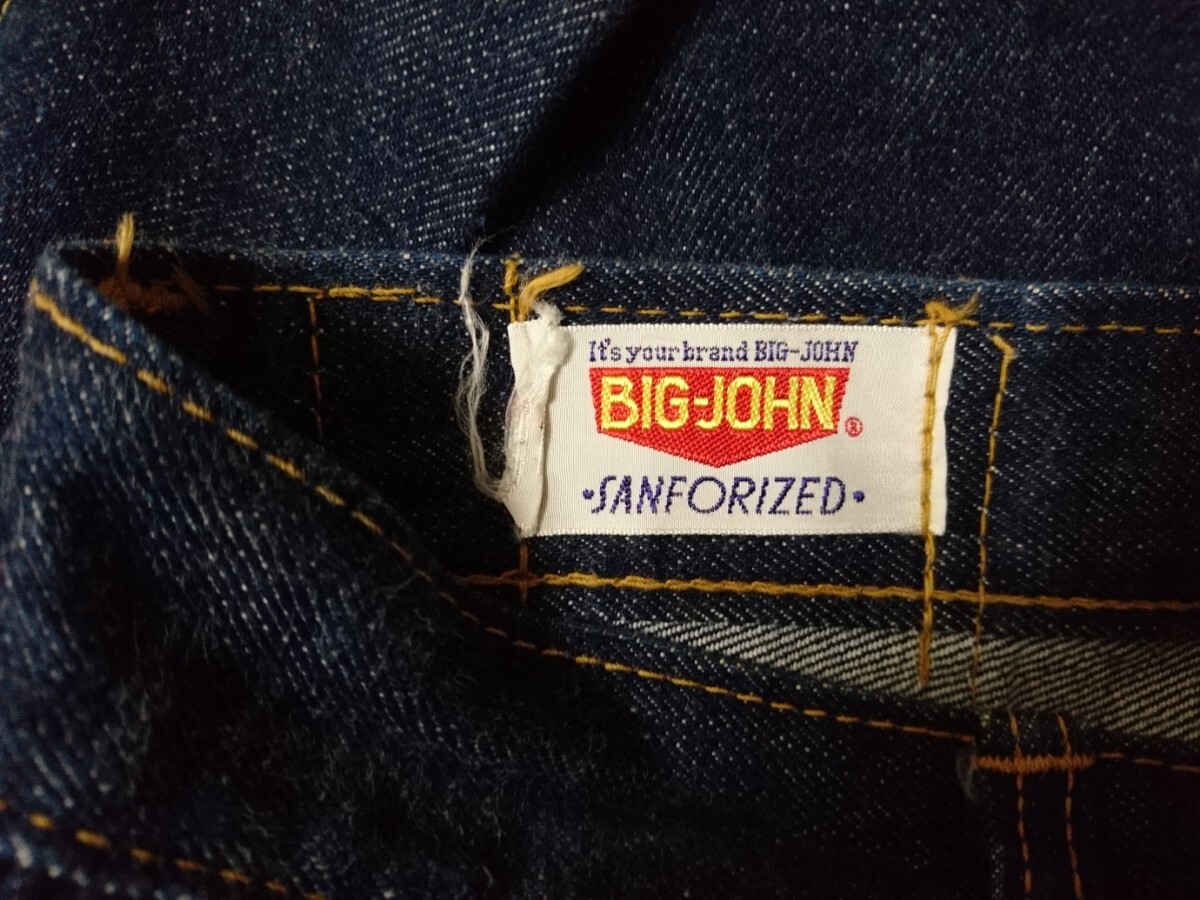 It's your brand BIG-JOHN
BIG-JOHN ®
•SANFORIZED•